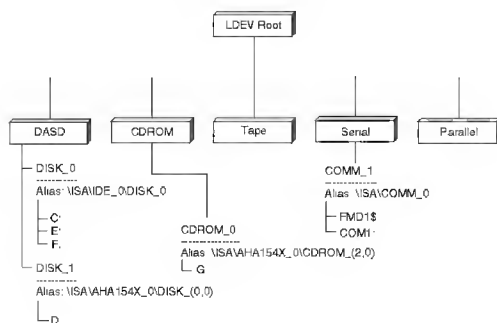 LDEV Root
DASD
CDROM
Tape
Serial
Parallel
DISK_0
Alias: \ISA\IDE_0\DISK_0
C:
E:
F:
DISK_1
Alias: \ISA\AHA154X_0\DISK_(0,0)
D
CDROM_0
Alias \ISA\AHA154X_0\CDROM_(2,0)
G
COMM_1
Alias \ISA\COMM_0
FMD1$
COM1: